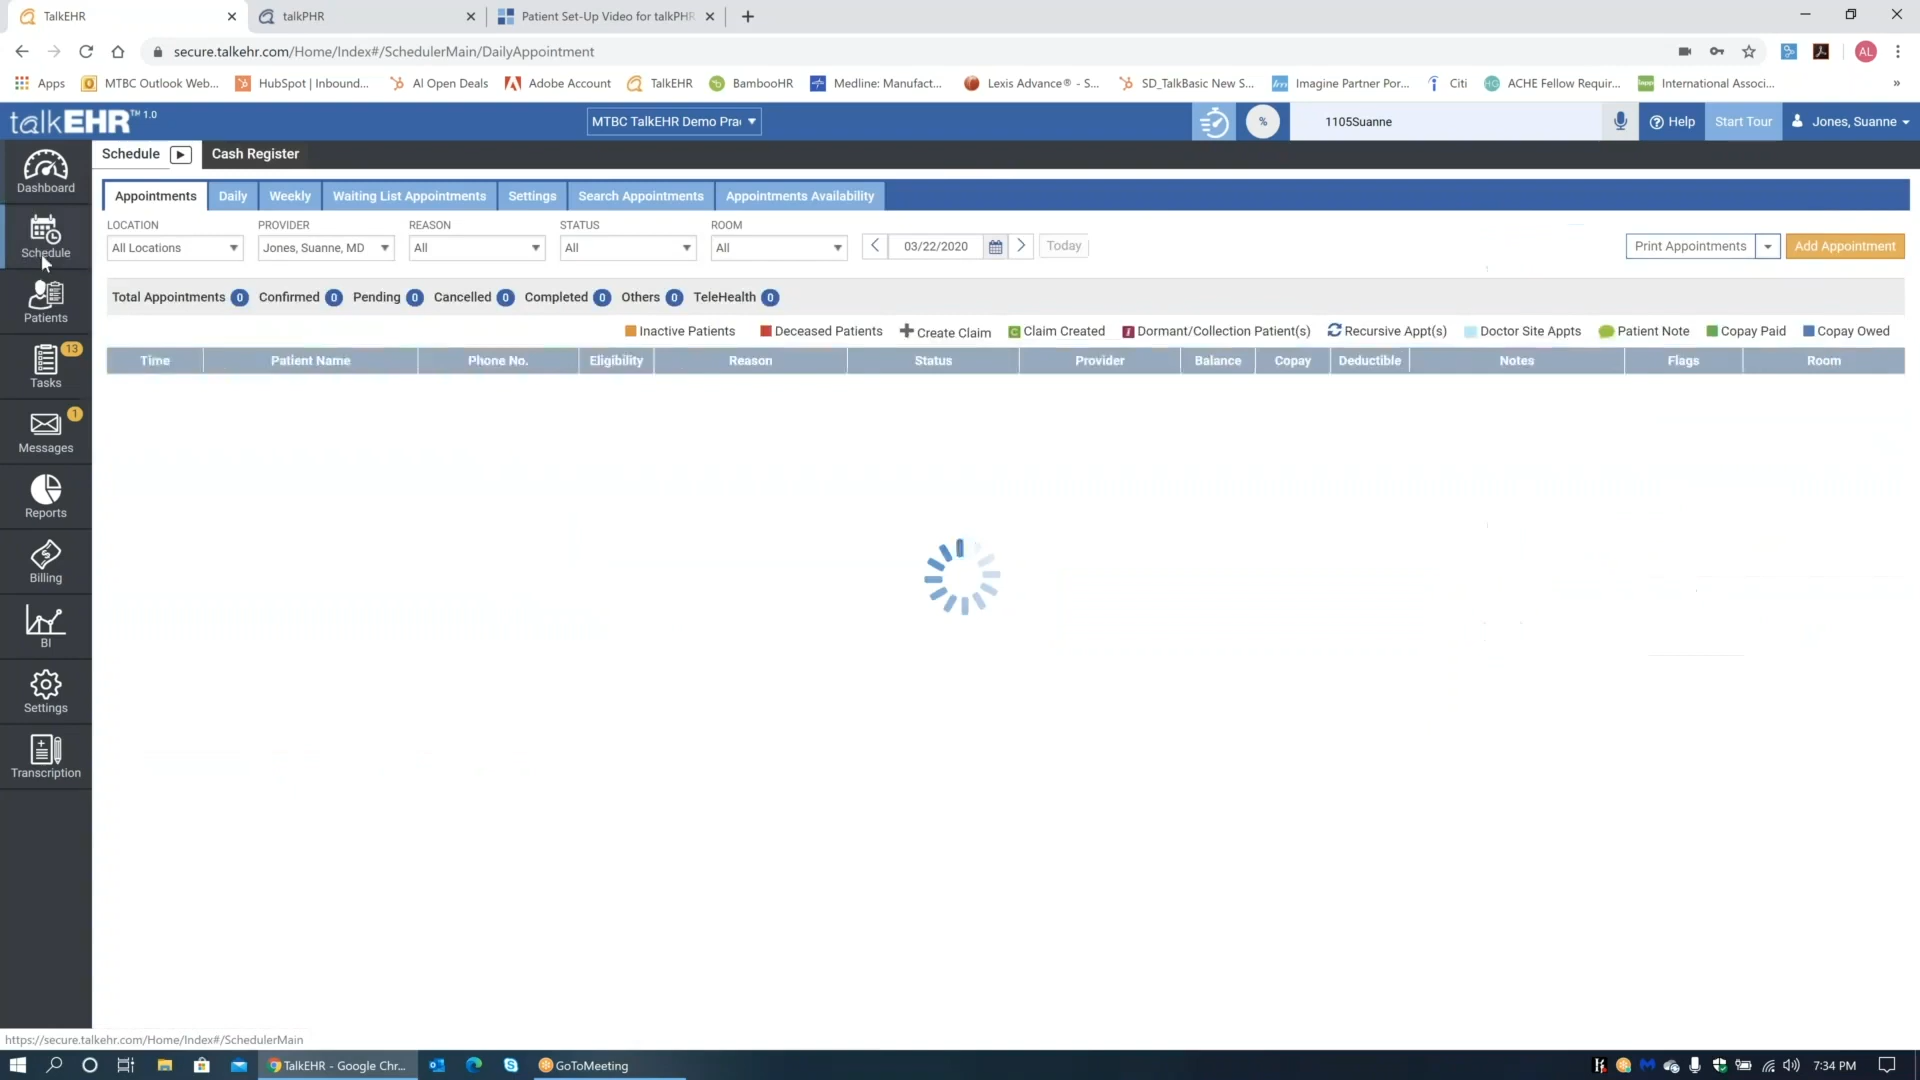 TalkEHR
talkPHR
Patient Set-Up Video for talkPHR
secure.talkehr.com/Home/Index#/SchedulerMain/DailyAppointment
AL
Apps
MTBC Outlook Web...
HubSpot | Inbound...
AI Open Deals
Adobe Account
TalkEHR
BambooHR
Medline: Manufact...
Lexis Advance® - S...
SD_TalkBasic New S...
Imagine Partner Por...
Citi
ACHE Fellow Requir...
International Associ...
»
talkEHR™ 1.0
MTBC TalkEHR Demo Prac
%
1105Suanne
Help
Start Tour
Jones, Suanne
Dashboard
Schedule
Cash Register
Appointments
Daily
Weekly
Waiting List Appointments
Settings
Search Appointments
Appointments Availability
LOCATION
PROVIDER
REASON
STATUS
ROOM
All Locations
Jones, Suanne, MD
All
All
All
03/22/2020
Today
Print Appointments
Add Appointment
Schedule
Total Appointments 0 Confirmed 0 Pending 0 Cancelled 0 Completed 0 Others 0 TeleHealth 0
Inactive Patients
Deceased Patients
Create Claim
C Claim Created
Dormant/Collection Patient(s)
Recursive Appt(s)
Doctor Site Appts
Patient Note
Copay Paid
Copay Owed
Time
Patient Name
Phone No.
Eligibility
Reason
Status
Provider
Balance
Copay
Deductible
Notes
Flags
Room
Patients
13
Tasks
1
Messages
Reports
Billing
BI
Settings
Transcription
https://secure.talkehr.com/Home/Index#/SchedulerMain
TalkEHR - Google Chr...
GoToMeeting
7:34 PM